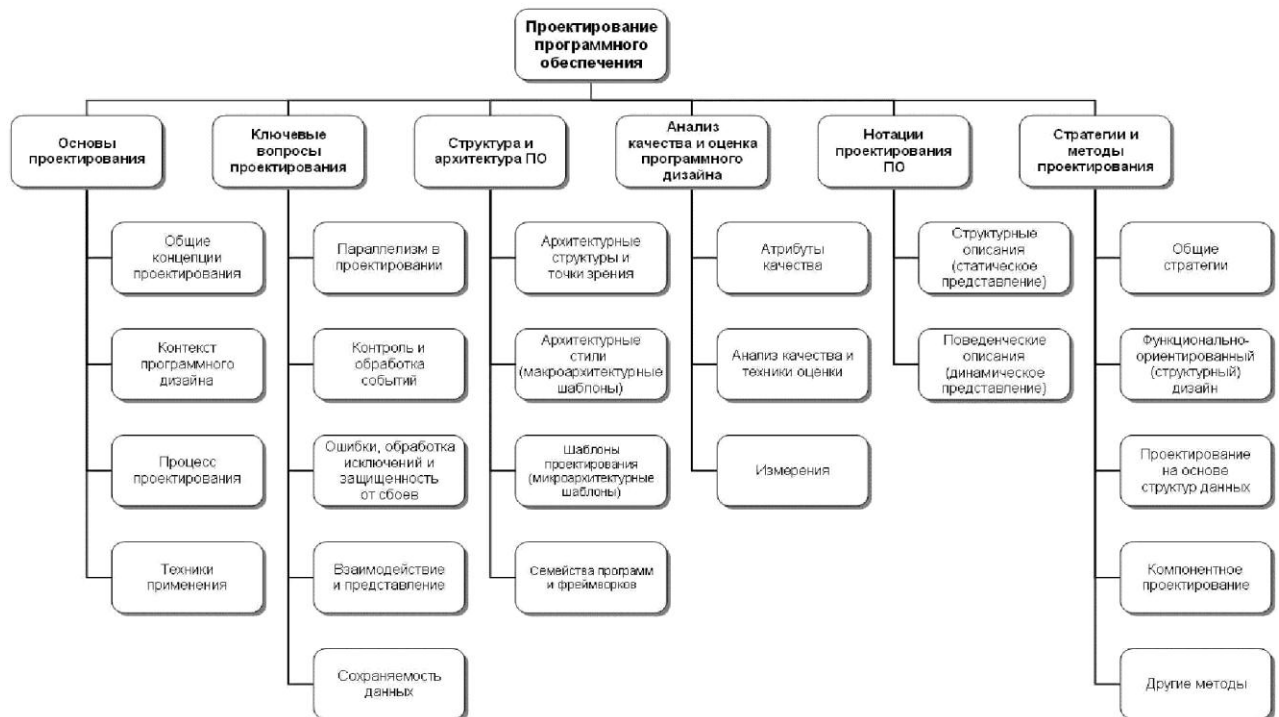 Проектирование
программного
обеспечения
Основы
проектирования
Общие
концепции
проектирования
Контекст
программного
дизайна
Процесс
проектирования
Техники
применения
Ключевые
вопросы
проектирования
Параллелизм в
проектировании
Контроль и
обработка
событий
Ошибки, обработка
исключений и
защищенность
от сбоев
Взаимодействие
и представление
Сохраняемость
данных
Структура и
архитектура ПО
Архитектурные
структуры и
точки зрения
Архитектурные
стили
(макроархитектурные
шаблоны)
Шаблоны
проектирования
(микроархитектурные
шаблоны)
Семейства программ
и фреймворков
Анализ
качества и оценка
программного
дизайна
Атрибуты
качества
Анализ качества и
техники оценки
Измерения
Нотации
проектирования
ПО
Структурные
описания
(статическое
представление)
Поведенческие
описания
(динамическое
представление)
Стратегии и
методы
проектирования
Общие
стратегии
Функционально-
ориентированный
(структурный)
дизайн
Проектирование
на основе
структур данных
Компонентное
проектирование
Другие методы